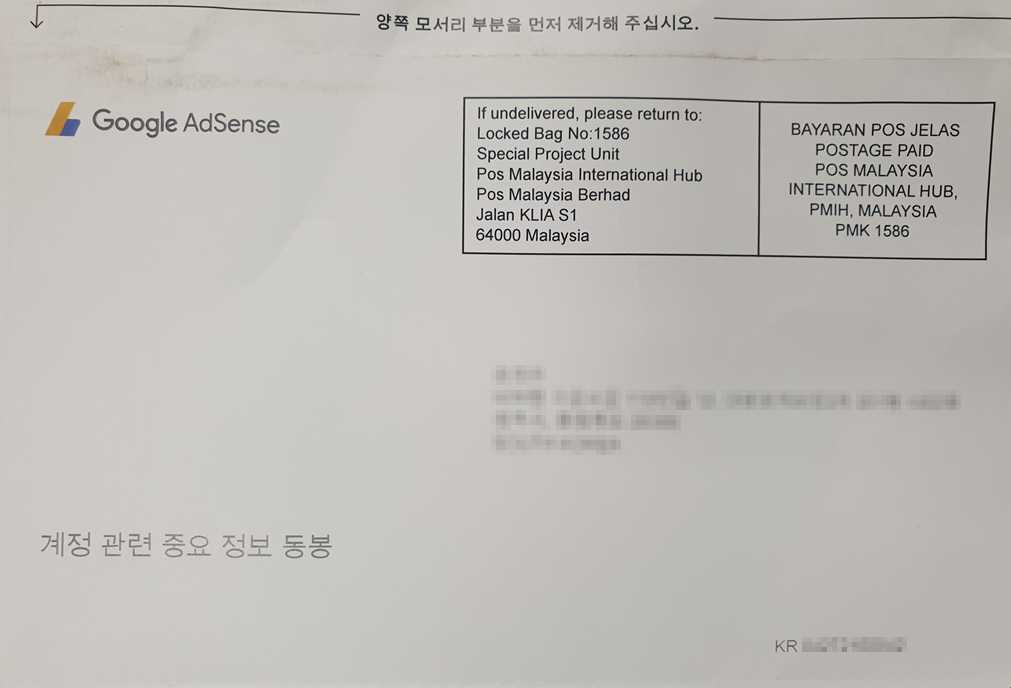 양쪽 모서리 부분을 먼저 제거해 주십시오.
Google AdSense
If undelivered, please return to:
Locked Bag No:1586
Special Project Unit
Pos Malaysia International Hub
Pos Malaysia Berhad
Jalan KLIA S1
64000 Malaysia
BAYARAN POS JELAS
POSTAGE PAID
POS MALAYSIA
INTERNATIONAL HUB,
PMIH, MALAYSIA
PMK 1586
계정 관련 중요 정보 동봉
KR